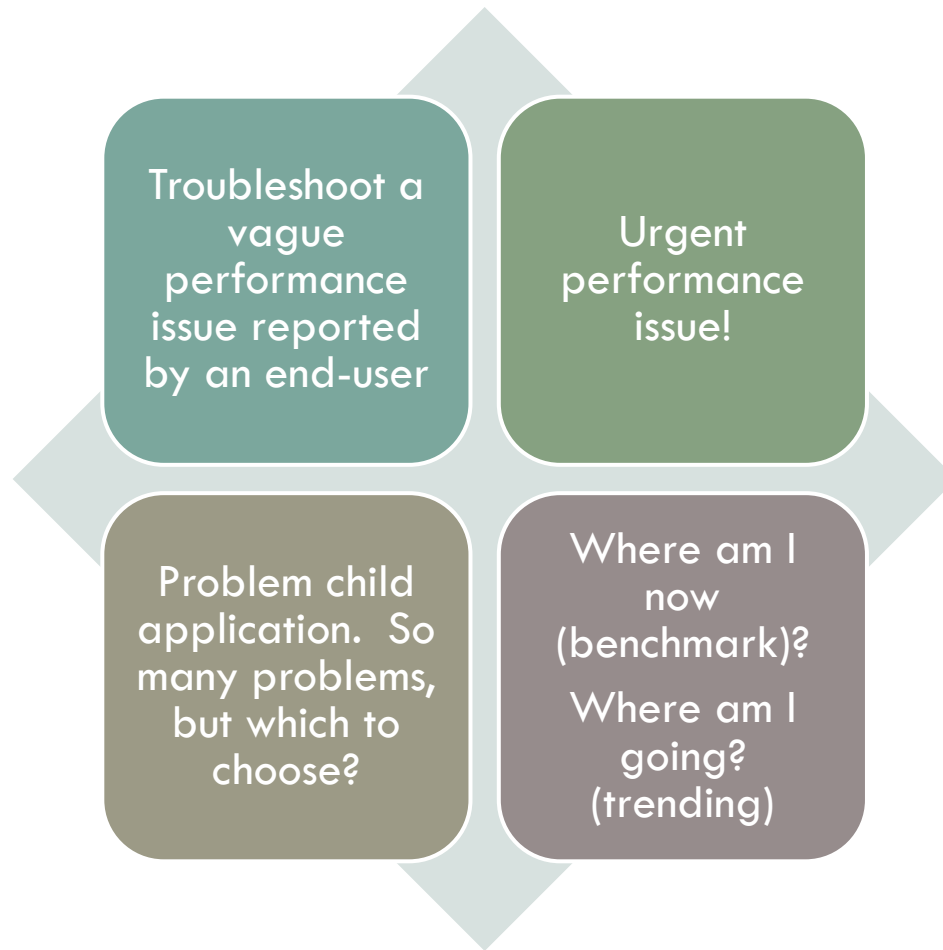 Troubleshoot a
vague
performance
issue reported
by an end-user
Urgent
performance
issue!
Problem child
application.  So
many problems,
but which to
choose?
Where am I
now
(benchmark)?
Where am I
going?
(trending)